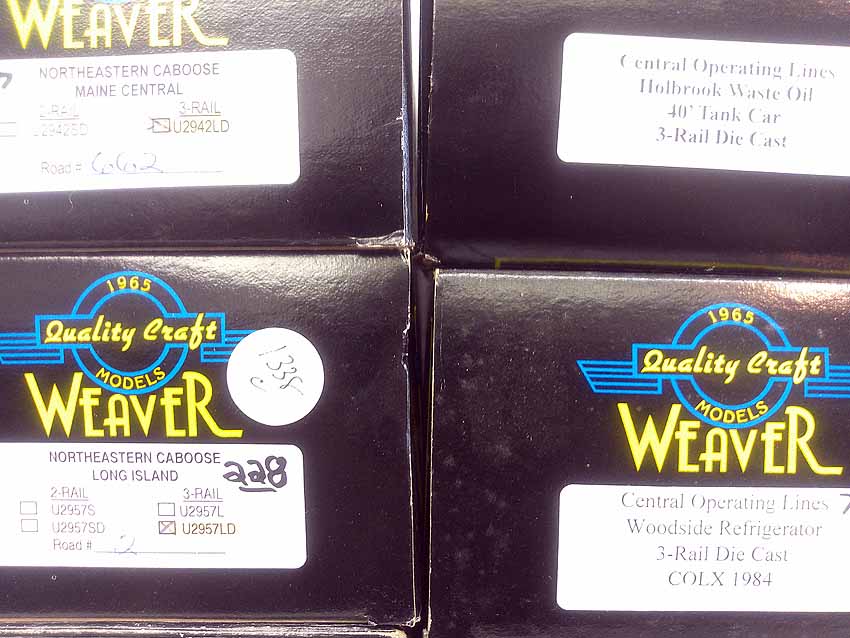 WEAVER
NORTHEASTERN CABOOSE
MAINE CENTRAL
2-RAIL 3-RAIL
U2942SD U2942LD
Road # 602
Central Operating Lines
Holbrook Waste Oil
40' Tank Car
3-Rail Die Cast
1965
Quality Craft
MODELS
WEAVER
1338
NORTHEASTERN CABOOSE
LONG ISLAND
228
2-RAIL 3-RAIL
U2957S U2957L
U2957SD U2957LD
Road # 2
1965
Quality Craft
MODELS
WEAVER
Central Operating Lines
Woodside Refrigerator
3-Rail Die Cast
COLX 1984